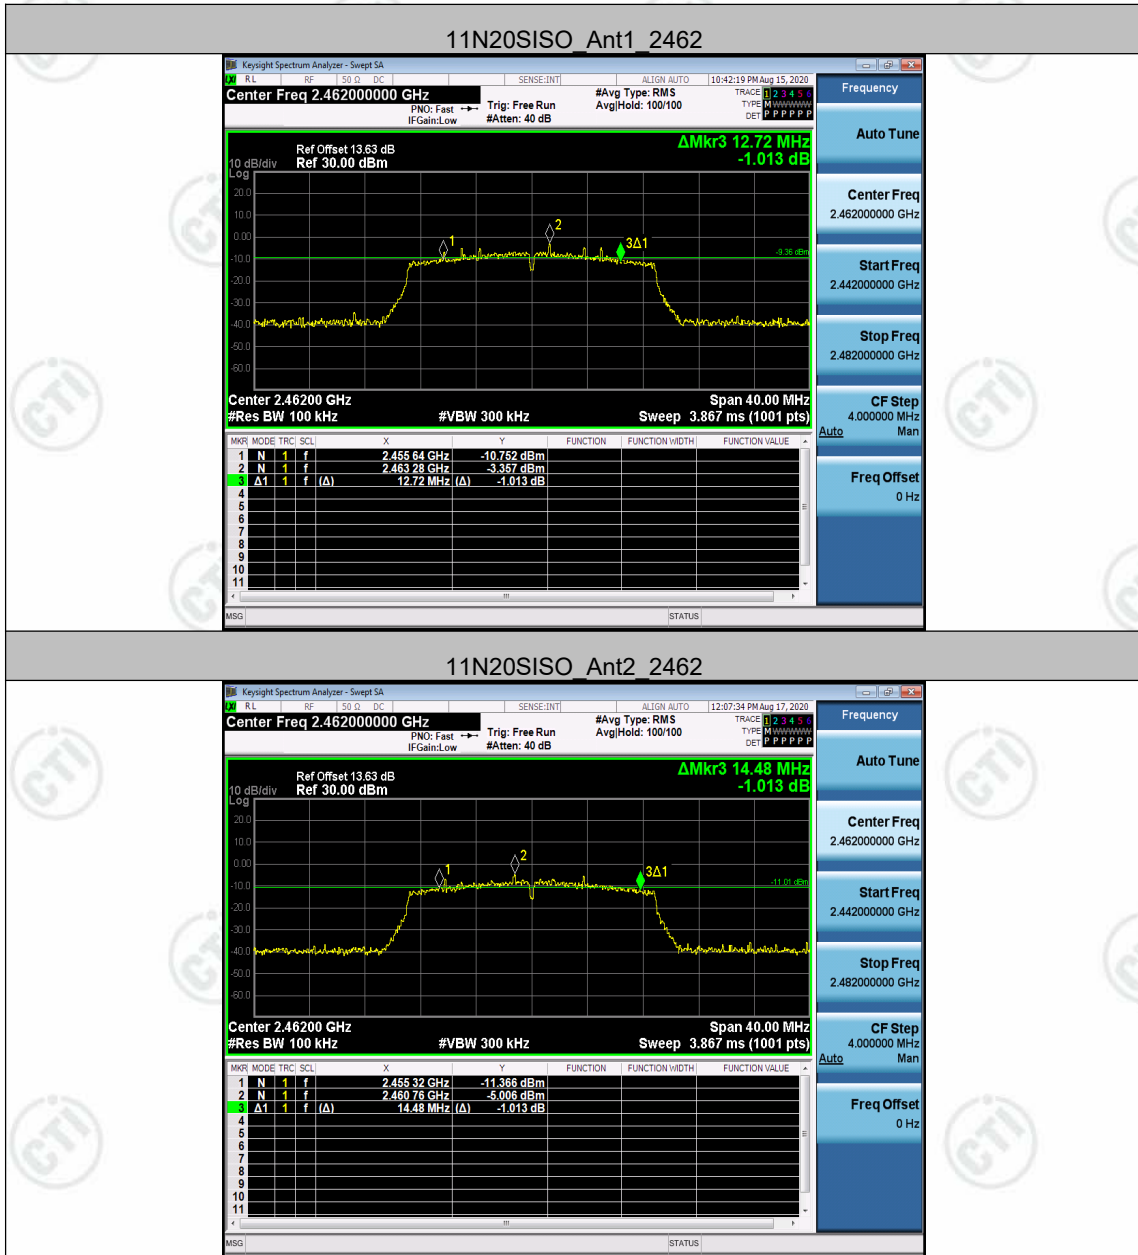 11N20SISO_Ant1_2462
Keysight Spectrum Analyzer - Swept SA
LXI RL RF 50 Ω DC SENSE:INT ALIGN AUTO 10:42:19 PM Aug 15, 2020
Center Freq 2.462000000 GHz
PNO: Fast
IFGain:Low
Trig: Free Run
#Atten: 40 dB
#Avg Type: RMS
Avg|Hold: 100/100
TRACE 1 2 3 4 5 6
TYPE M WWWWW
DET P P P P P P
Ref Offset 13.63 dB
Ref 30.00 dBm
10 dB/div
Log
ΔMkr3 12.72 MHz
-1.013 dB
20.0
10.0
0.00
-10.0
-20.0
-30.0
-40.0
-50.0
-60.0
1
2
3Δ1
-9.36 dBm
Center 2.46200 GHz Span 40.00 MHz
#Res BW 100 kHz #VBW 300 kHz Sweep 3.867 ms (1001 pts)
MKR MODE TRC SCL X Y FUNCTION FUNCTION WIDTH FUNCTION VALUE
1 N 1 f 2.455 64 GHz -10.752 dBm
2 N 1 f 2.463 28 GHz -3.357 dBm
3 Δ1 1 f (Δ) 12.72 MHz (Δ) -1.013 dB
4
5
6
7
8
9
10
11
MSG STATUS
Frequency
Auto Tune
Center Freq
2.462000000 GHz
Start Freq
2.442000000 GHz
Stop Freq
2.482000000 GHz
CF Step
4.000000 MHz
Auto Man
Freq Offset
0 Hz
11N20SISO_Ant2_2462
Keysight Spectrum Analyzer - Swept SA
LXI RL RF 50 Ω DC SENSE:INT ALIGN AUTO 12:07:34 PM Aug 17, 2020
Center Freq 2.462000000 GHz
PNO: Fast
IFGain:Low
Trig: Free Run
#Atten: 40 dB
#Avg Type: RMS
Avg|Hold: 100/100
TRACE 1 2 3 4 5 6
TYPE M WWWWW
DET P P P P P P
Ref Offset 13.63 dB
Ref 30.00 dBm
10 dB/div
Log
ΔMkr3 14.48 MHz
-1.013 dB
20.0
10.0
0.00
-10.0
-20.0
-30.0
-40.0
-50.0
-60.0
1
2
3Δ1
-11.01 dBm
Center 2.46200 GHz Span 40.00 MHz
#Res BW 100 kHz #VBW 300 kHz Sweep 3.867 ms (1001 pts)
MKR MODE TRC SCL X Y FUNCTION FUNCTION WIDTH FUNCTION VALUE
1 N 1 f 2.455 32 GHz -11.366 dBm
2 N 1 f 2.460 76 GHz -5.006 dBm
3 Δ1 1 f (Δ) 14.48 MHz (Δ) -1.013 dB
4
5
6
7
8
9
10
11
MSG STATUS
Frequency
Auto Tune
Center Freq
2.462000000 GHz
Start Freq
2.442000000 GHz
Stop Freq
2.482000000 GHz
CF Step
4.000000 MHz
Auto Man
Freq Offset
0 Hz
CTI
CTI
CTI
CTI
CTI
CTI
CTI
CTI
CTI
CTI
CTI
CTI